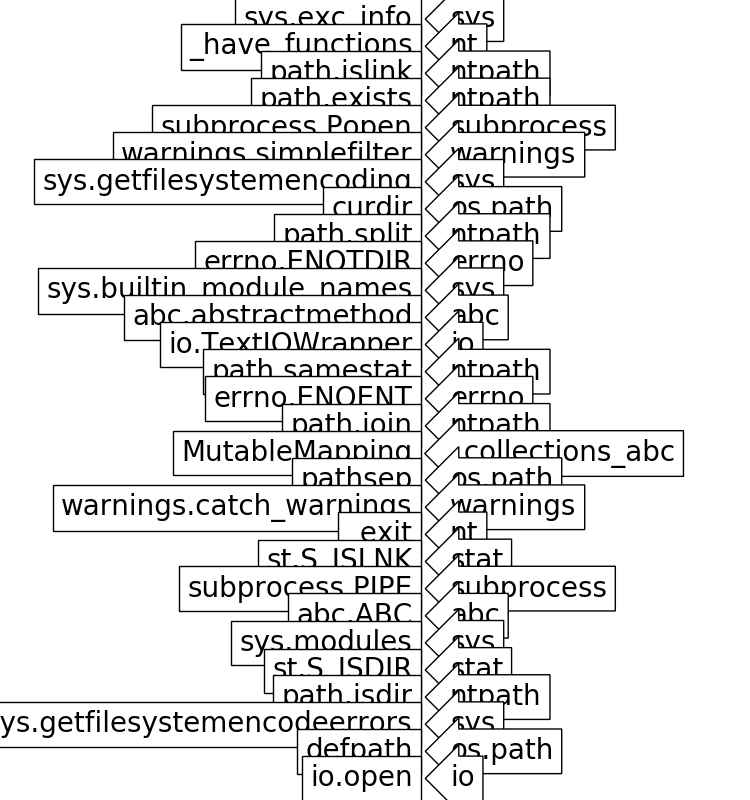 sys.exc_info sys
_have_functions nt
path.islink ntpath
path.exists ntpath
subprocess.Popen subprocess
warnings.simplefilter warnings
sys.getfilesystemencoding sys
curdir os.path
path.split ntpath
errno.ENOTDIR errno
sys.builtin_module_names sys
abc.abstractmethod abc
io.TextIOWrapper io
path.samestat ntpath
errno.ENOENT errno
path.join ntpath
MutableMapping _collections_abc
pathsep os.path
warnings.catch_warnings warnings
exit nt
st.S_ISLNK stat
subprocess.PIPE subprocess
abc.ABC abc
sys.modules sys
st.S_ISDIR stat
path.isdir ntpath
ys.getfilesystemencodeerrors sys
defpath os.path
io.open io